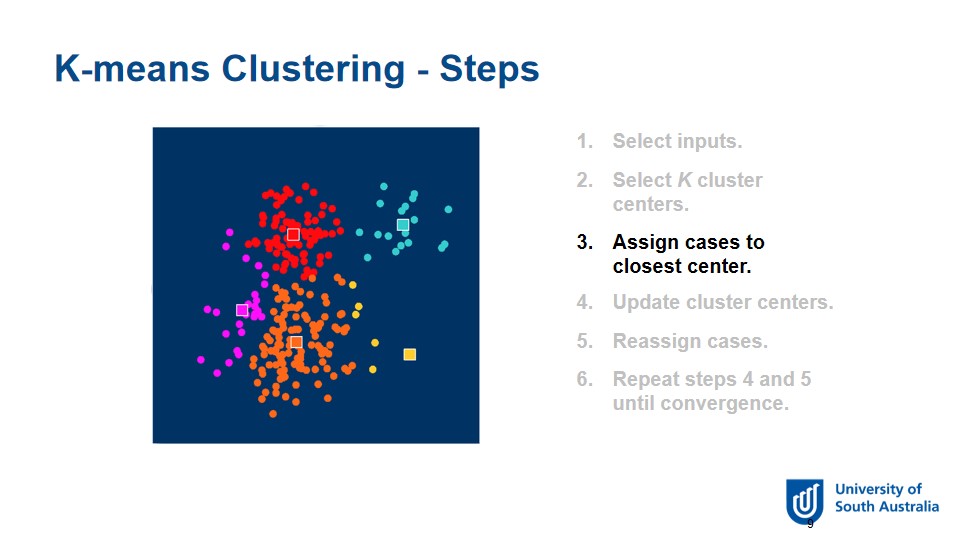 K-means Clustering - Steps
1. Select inputs.
2. Select K cluster
centers.
3. Assign cases to
closest center.
4. Update cluster centers.
5. Reassign cases.
6. Repeat steps 4 and 5
until convergence.
University of
South Australia
9